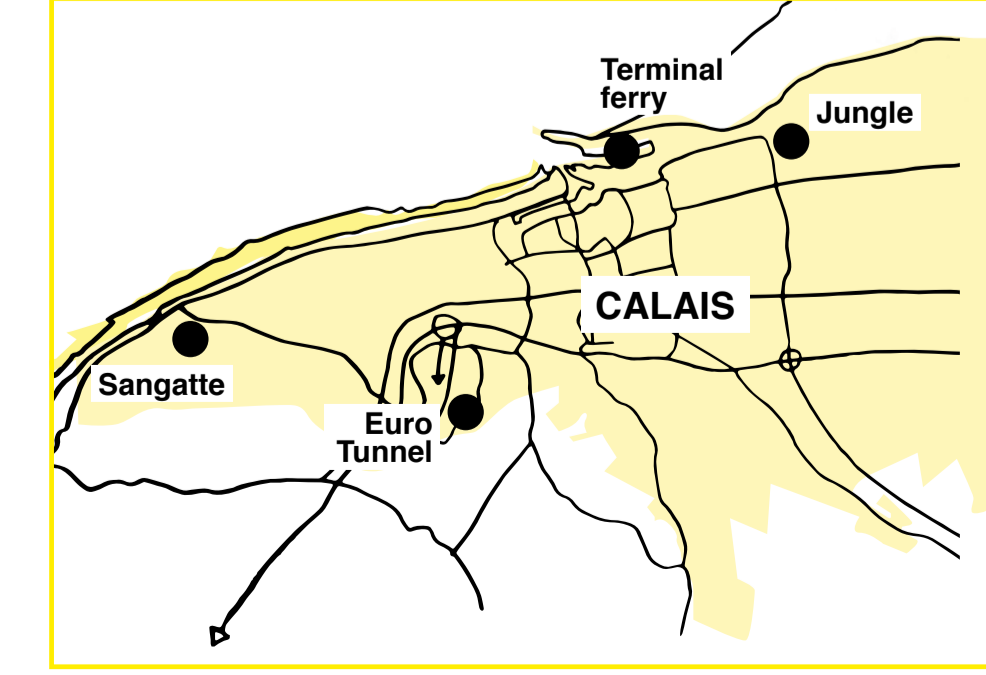 Terminal
ferry
Jungle
CALAIS
Sangatte
Euro
Tunnel